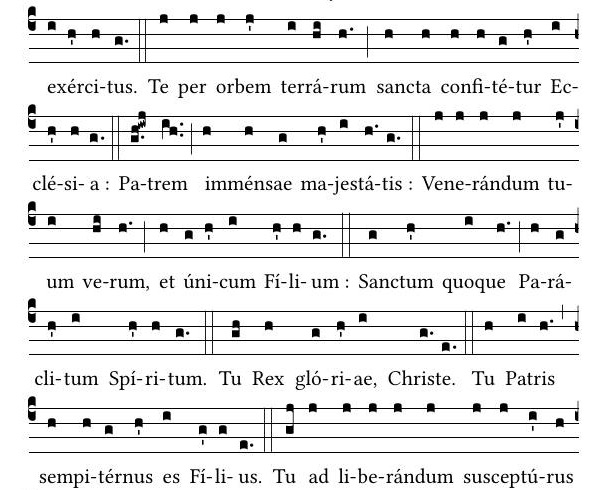 exérci-tus. Te per orbem terrá-rum sancta confi-té-tur Ec-
clé-si-a : Pa-trem imménsae ma-jestá-tis : Vene-rándum tu-
um ve-rum, et úni-cum Fí-li-um : Sanctum quoque Pa-rá-
cli-tum Spí-ri-tum. Tu Rex gló-ri-ae, Christe. Tu Patris
sempi-térnus es Fí-li-us. Tu ad li-be-rándum susceptú-rus